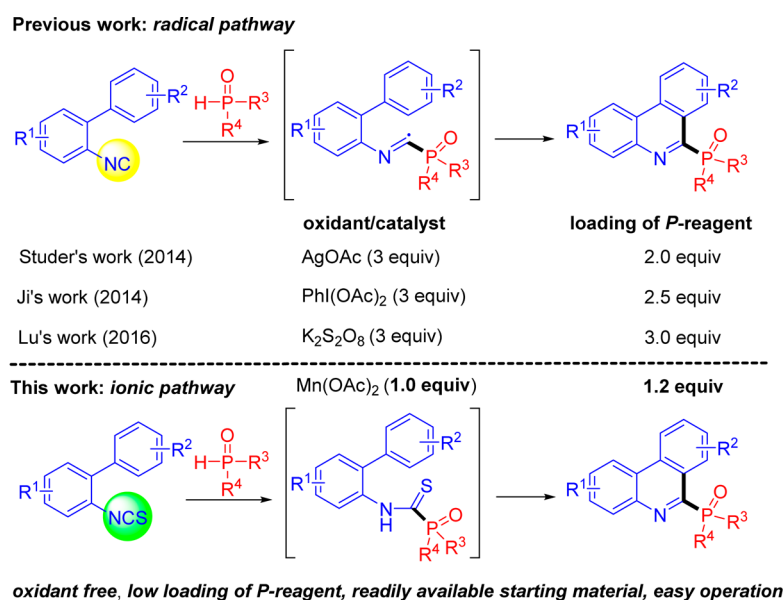 Previous work: radical pathway
R¹ NC R² H P O R³ R⁴ R¹ R² N P O R⁴ R³ R¹ R² N P O R⁴ R³
oxidant/catalyst loading of P-reagent
Studer's work (2014) AgOAc (3 equiv) 2.0 equiv
Ji's work (2014) PhI(OAc)₂ (3 equiv) 2.5 equiv
Lu's work (2016) K₂S₂O₈ (3 equiv) 3.0 equiv
This work: ionic pathway Mn(OAc)₂ (1.0 equiv) 1.2 equiv
R¹ NCS R² H P O R³ R⁴ R¹ R² N H S P O R⁴ R³ R¹ R² N P O R⁴ R³
oxidant free, low loading of P-reagent, readily available starting material, easy operation